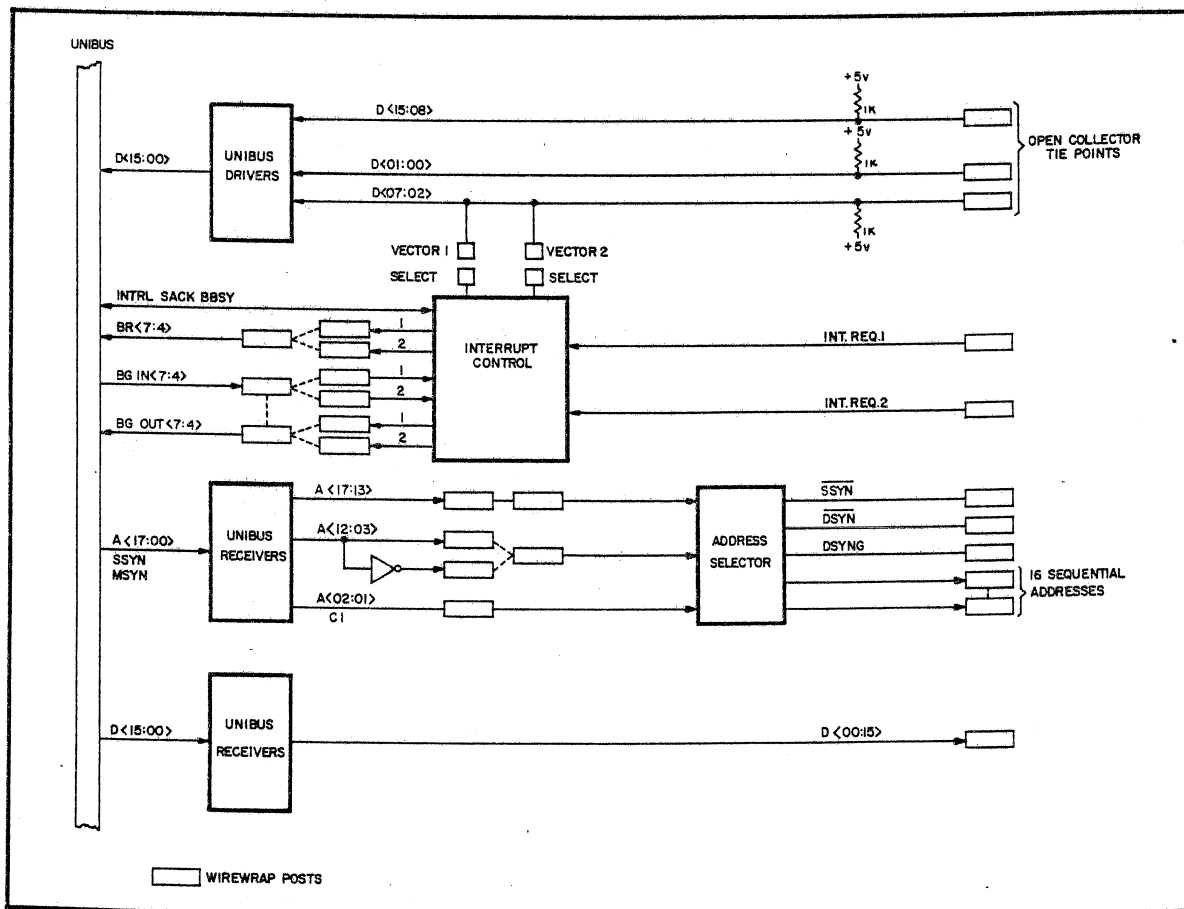 UNIBUS
+5V
1K
D<15:08>
+5V
1K
OPEN COLLECTOR
TIE POINTS
D<15:00>
UNIBUS
DRIVERS
D<01:00>
D<07:02>
1K
+5V
VECTOR 1
VECTOR 2
SELECT
SELECT
INTRL SACK BBSY
BR<7:4>
1
2
INTERRUPT
CONTROL
INT. REQ.1
BG IN<7:4>
1
2
INT. REQ.2
BG OUT<7:4>
1
2
A<17:13>
SSYN
A<12:03>
DSYN
A<17:00>
SSYN
MSYN
UNIBUS
RECEIVERS
ADDRESS
SELECTOR
DSYNG
16 SEQUENTIAL
ADDRESSES
A<02:01>
C1
D<15:00>
UNIBUS
RECEIVERS
D<00:15>
WIREWRAP POSTS